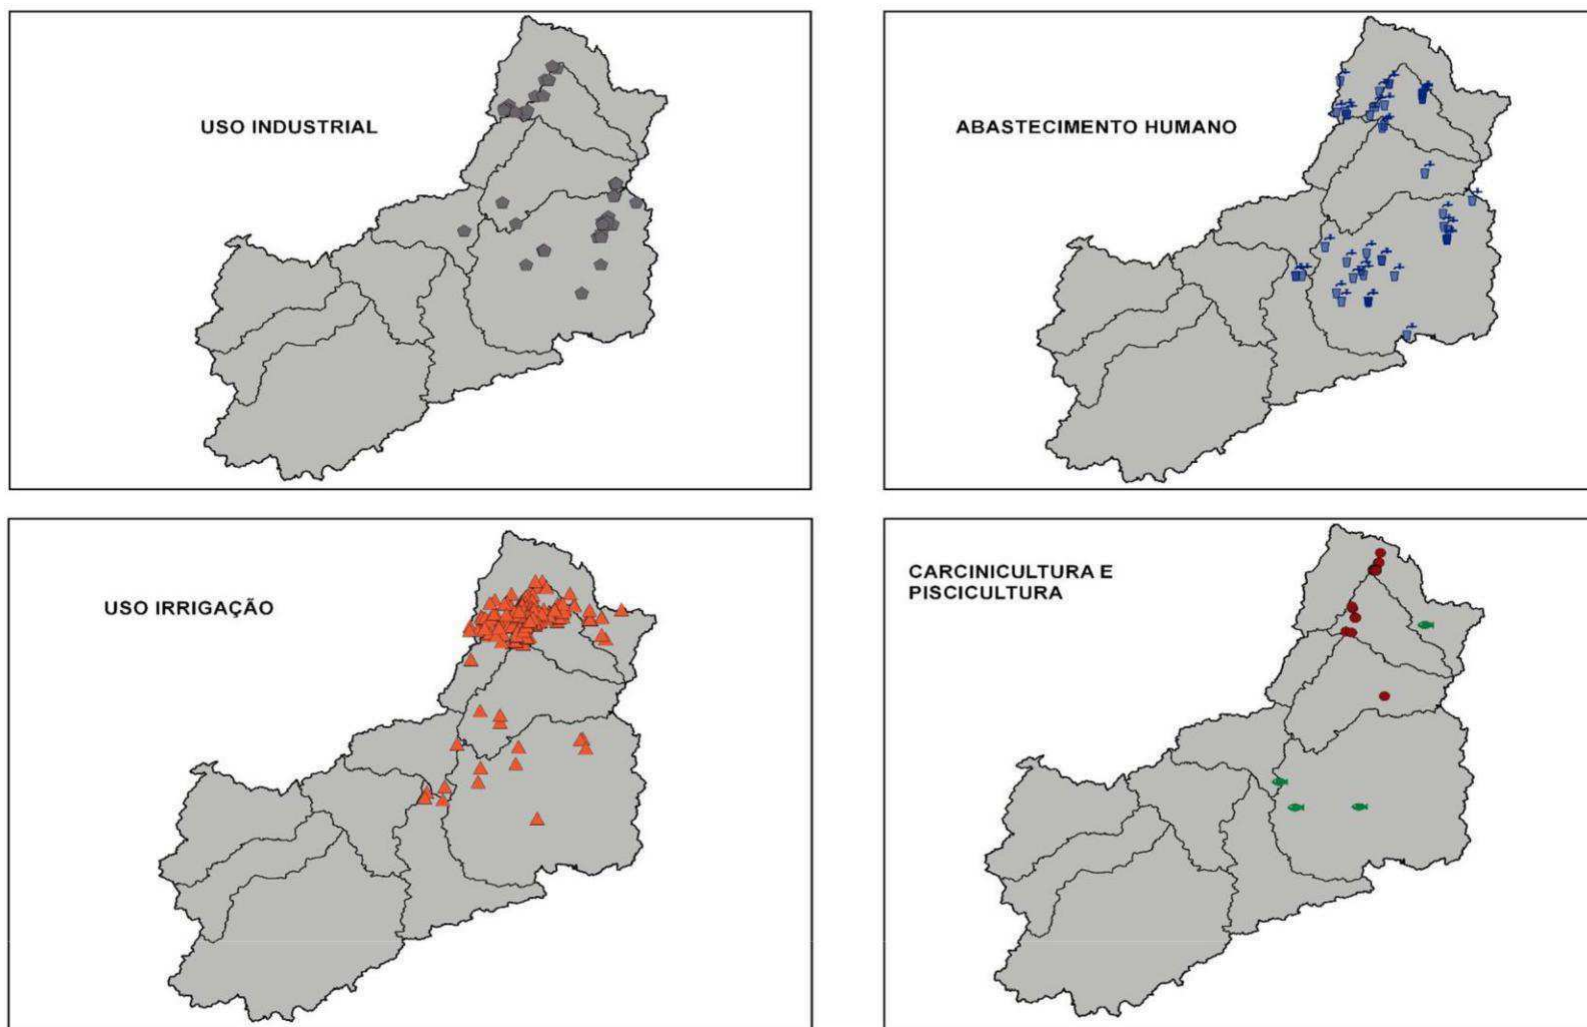 USO INDUSTRIAL
ABASTECIMENTO HUMANO
USO IRRIGAÇÃO
CARCINICULTURA E
PISCICULTURA